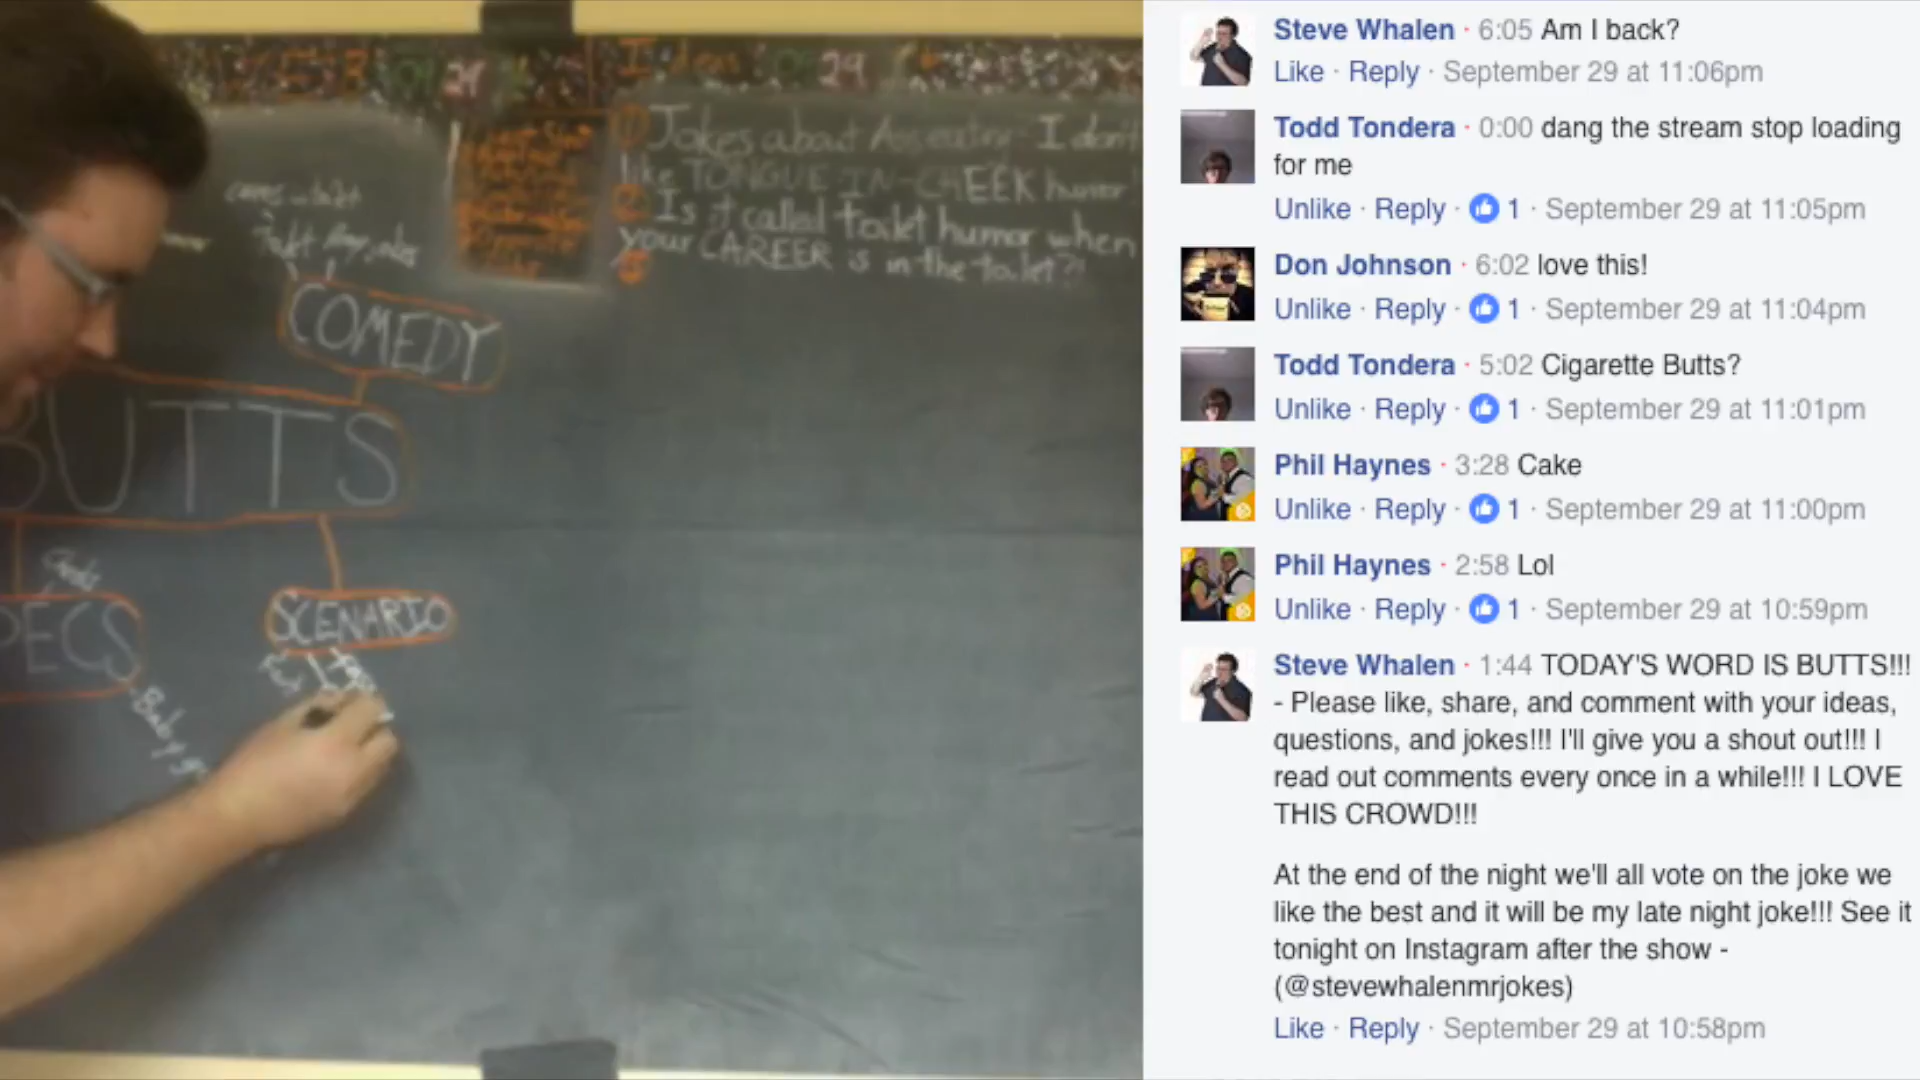 Ideas
29
① Jokes about Asseating - I don't
like TONGUE-IN-CHEEK humor!
② Is it called toilet humor when
your CAREER is in the toilet?
③
COMEDY
BUTTS
PECS
SCENARIO
Steve Whalen · 6:05 Am I back?
Like · Reply · September 29 at 11:06pm
Todd Tondera · 0:00 dang the stream stop loading
for me
Unlike · Reply · 1 · September 29 at 11:05pm
Don Johnson · 6:02 love this!
Unlike · Reply · 1 · September 29 at 11:04pm
Todd Tondera · 5:02 Cigarette Butts?
Unlike · Reply · 1 · September 29 at 11:01pm
Phil Haynes · 3:28 Cake
Unlike · Reply · 1 · September 29 at 11:00pm
Phil Haynes · 2:58 Lol
Unlike · Reply · 1 · September 29 at 10:59pm
Steve Whalen · 1:44 TODAY'S WORD IS BUTTS!!!
- Please like, share, and comment with your ideas,
questions, and jokes!!! I'll give you a shout out!!! I
read out comments every once in a while!!! I LOVE
THIS CROWD!!!
At the end of the night we'll all vote on the joke we
like the best and it will be my late night joke!!! See it
tonight on Instagram after the show -
(@stevewhalenmrjokes)
Like · Reply · September 29 at 10:58pm